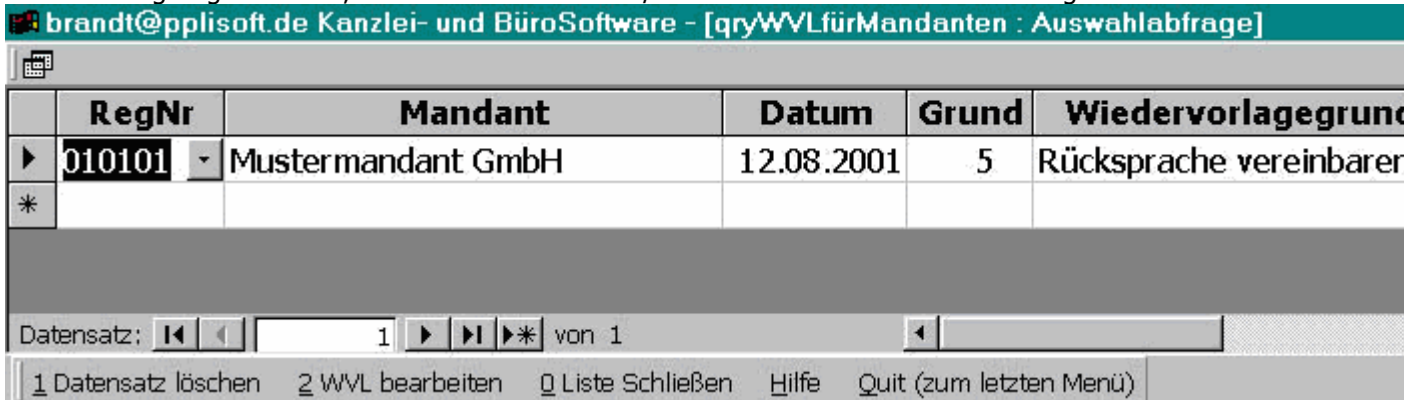 brandt@pplisoft.de Kanzlei- und BüroSoftware - [qryWVLfürMandanten : Auswahlabfrage]
RegNr Mandant Datum Grund Wiedervorlagegrund
010101 Mustermandant GmbH 12.08.2001 5 Rücksprache vereinbaren
*
Datensatz: 1 von 1
1 Datensatz löschen 2 WVL bearbeiten 0 Liste Schließen Hilfe Quit (zum letzten Menü)